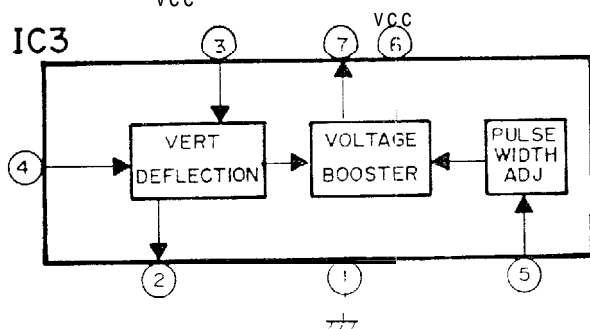 VCC
VCC
IC3
3
7
6
4
VERT
DEFLECTION
VOLTAGE
BOOSTER
PULSE
WIDTH
ADJ
2
1
5